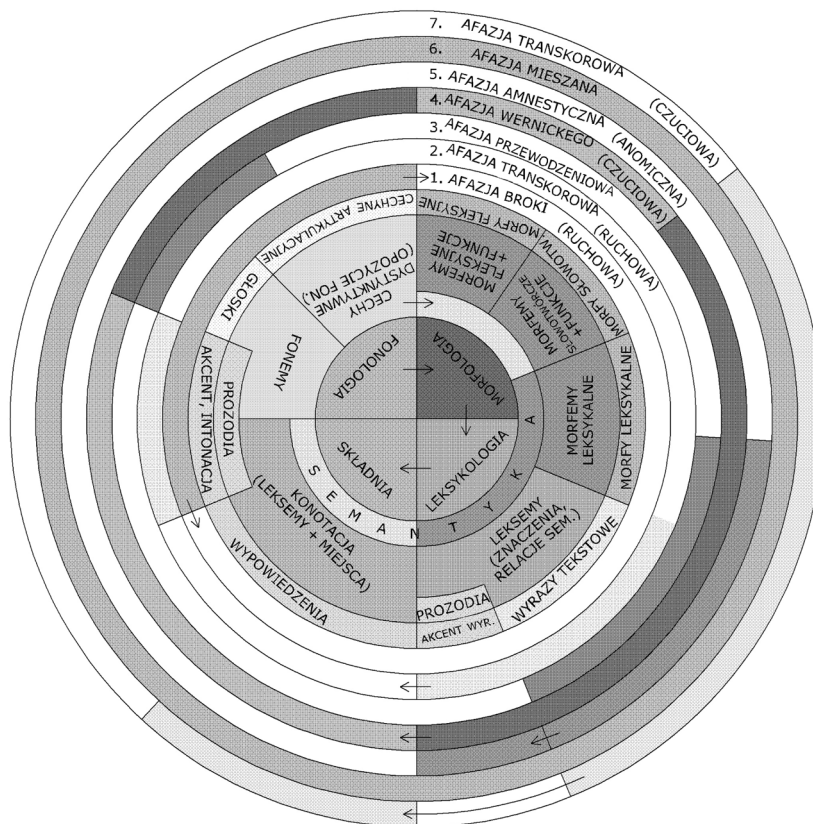 7. AFAZJA TRANSKOROWA (CZUCIOWA)
6. AFAZJA MIESZANA
5. AFAZJA AMNESTYCZNA (ANOMICZNA)
4. AFAZJA WERNICKEGO (CZUCIOWA)
3. AFAZJA PRZEWODZENIOWA
2. AFAZJA TRANSKOROWA (RUCHOWA)
1. AFAZJA BROKI (RUCHOWA)
CECHYNE ARTYKULACYJNE
CECHY
DYSTYNKTYWNE
(OPOZYCJE FON.)
GŁOSKI
FONEMY
PROZODIA
AKCENT, INTONACJA
FONOLOGIA
MORFOLOGIA
LEKSYKOLOGIA
SKŁADNIA
SEMANTYKA
MORFY FLEKSYJNE
MORFEMY
FLEKSYJNE
+FUNKCJE
MORFY SŁOWOTW.
MORFEMY
SŁOWOTWÓRCZE
+FUNKCJE
MORFEMY
LEKSYKALNE
MORFY LEKSYKALNE
LEKSEMY
(ZNACZENIA,
RELACJE SEM.)
WYRAZY TEKSTOWE
PROZODIA
AKCENT WYR.
KONOTACJA
(LEKSEMY + MIEJSCA)
WYPOWIEDZENIA